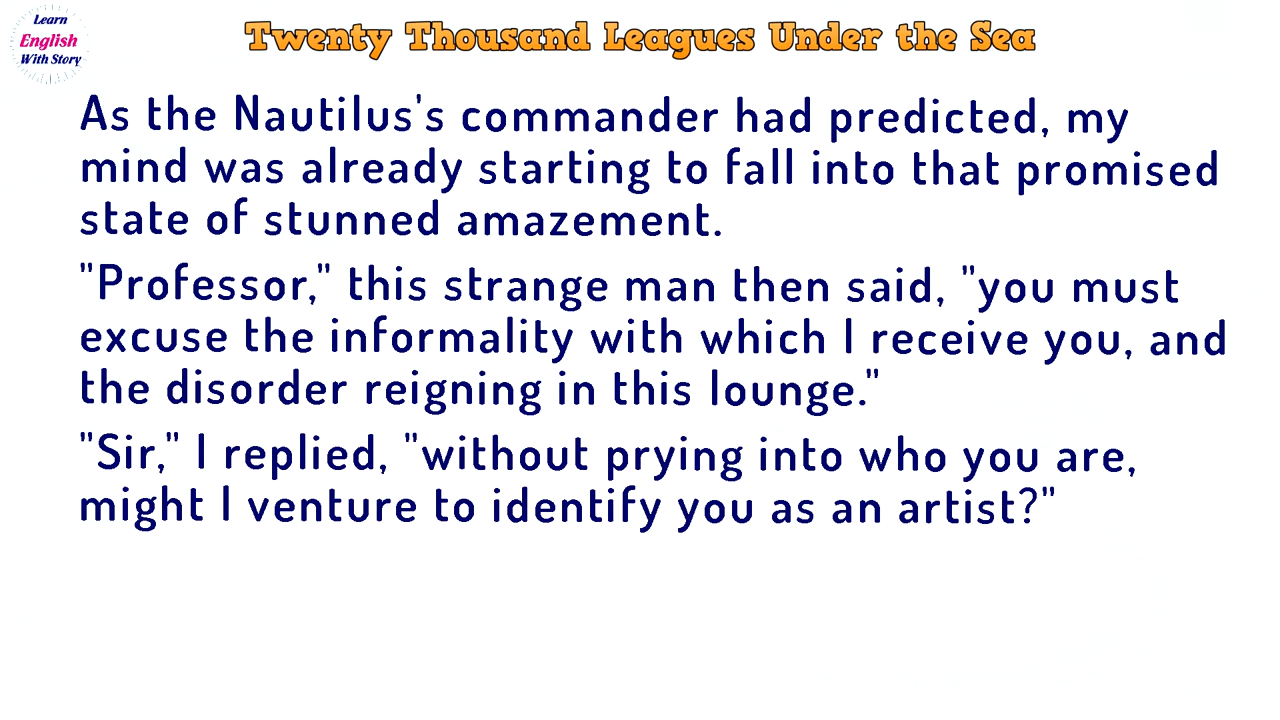 Learn
English
With Story
Twenty Thousand Leagues Under the Sea
As the Nautilus's commander had predicted, my
mind was already starting to fall into that promised
state of stunned amazement.
"Professor," this strange man then said, "you must
excuse the informality with which I receive you, and
the disorder reigning in this lounge."
"Sir," I replied, "without prying into who you are,
might I venture to identify you as an artist?"